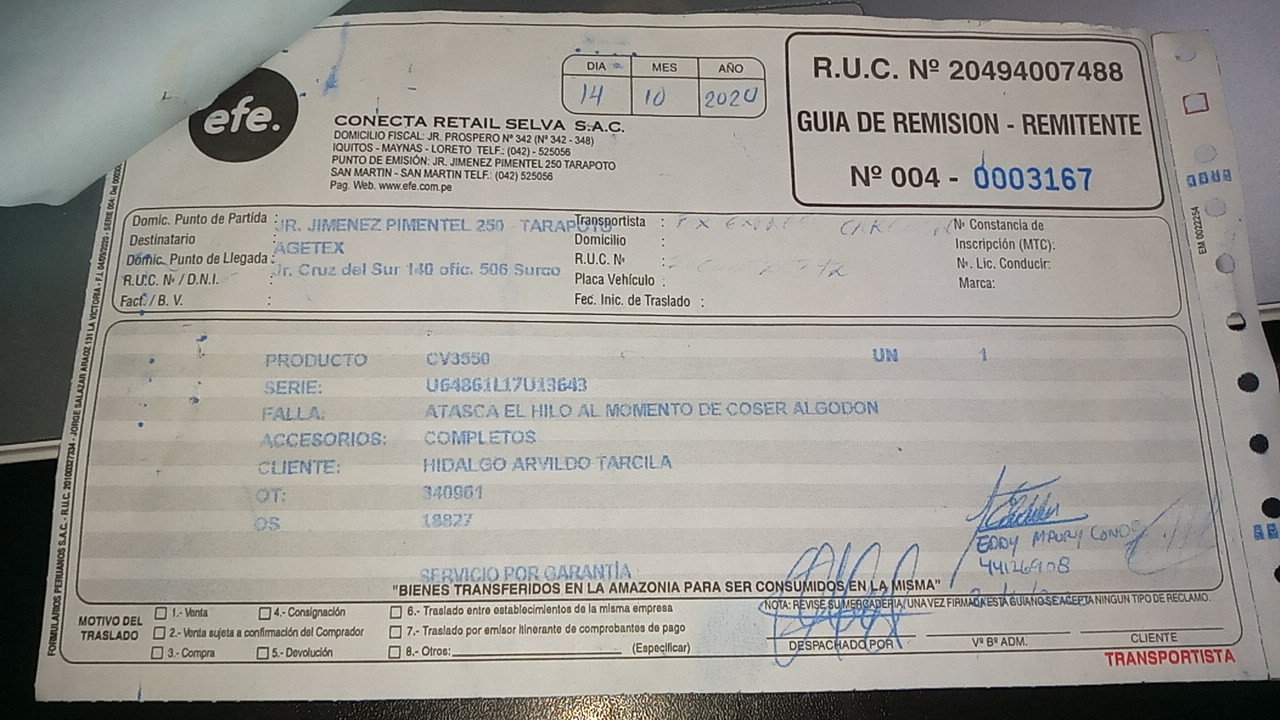 efe.
CONECTA RETAIL SELVA S.A.C.
DOMICILIO FISCAL: JR. PROSPERO Nº 342 (Nº 342 - 348)
IQUITOS - MAYNAS - LORETO TELF.: (042) - 525056
PUNTO DE EMISIÓN: JR. JIMENEZ PIMENTEL 250 TARAPOTO
SAN MARTIN - SAN MARTIN TELF.: (042) 525056
Pag. Web. www.efe.com.pe
DIA MES AÑO
14 10 2020
R.U.C. Nº 20494007488
GUIA DE REMISION - REMITENTE
Nº 004 - 0003167
Domic. Punto de Partida : JR. JIMENEZ PIMENTEL 250 TARAPOTO
Destinatario : AGETEX
Domic. Punto de Llegada : Jr. Cruz del Sur 140 ofic. 506 Surco
R.U.C. Nº / D.N.I. :
Fact. / B. V. :
Transportista :
Domicilio :
R.U.C. Nº :
Placa Vehículo :
Fec. Inic. de Traslado :
Nº Constancia de
Inscripción (MTC):
Nº. Lic. Conducir:
Marca:
PRODUCTO CV3550 UN 1
SERIE: U64861L17U13643
FALLA: ATASCA EL HILO AL MOMENTO DE COSER ALGODON
ACCESORIOS: COMPLETOS
CLIENTE: HIDALGO ARVILDO TARCILA
OT: 340961
OS 18827
SERVICIO POR GARANTÍA
EDDY MAURY CONDE
44126908
"BIENES TRANSFERIDOS EN LA AMAZONIA PARA SER CONSUMIDOS EN LA MISMA"
NOTA: REVISE SU MERCADERIA, UNA VEZ FIRMADA ESTA GUIA NO SE ACEPTA NINGUN TIPO DE RECLAMO.
MOTIVO DEL TRASLADO
1.- Venta
2.- Venta sujeta a confirmación del Comprador
3.- Compra
4.- Consignación
5.- Devolución
6.- Traslado entre establecimientos de la misma empresa
7.- Traslado por emisor itinerante de comprobantes de pago
8.- Otros: (Especificar)
DESPACHADO POR
Vº Bº ADM.
CLIENTE
TRANSPORTISTA
EM 0022254